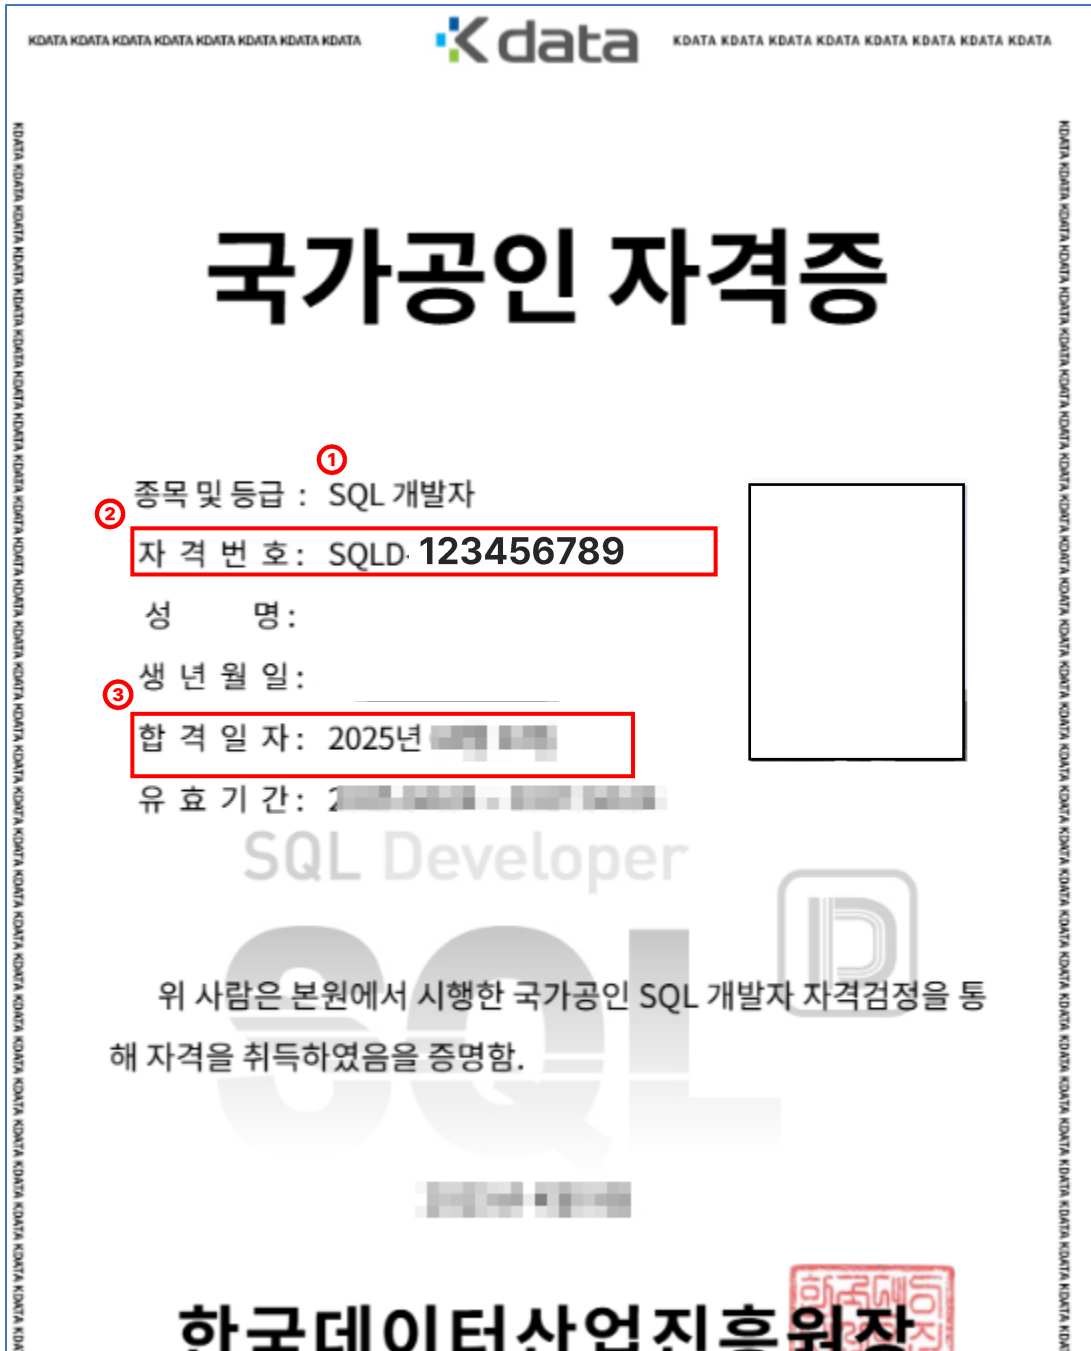 KDATA KDATA KDATA KDATA KDATA KDATA KDATA KDATA
Kdata
KDATA KDATA KDATA KDATA KDATA KDATA KDATA KDATA
국가공인 자격증
①
종목 및 등급 : SQL 개발자
②
자 격 번 호 : SQLD- 123456789
성 명 :
생 년 월 일 :
③
합 격 일 자 : 2025년
유 효 기 간 :
SQL Developer
SQL
D
위 사람은 본원에서 시행한 국가공인 SQL 개발자 자격검정을 통
해 자격을 취득하였음을 증명함.
한국데이터산업진흥원장